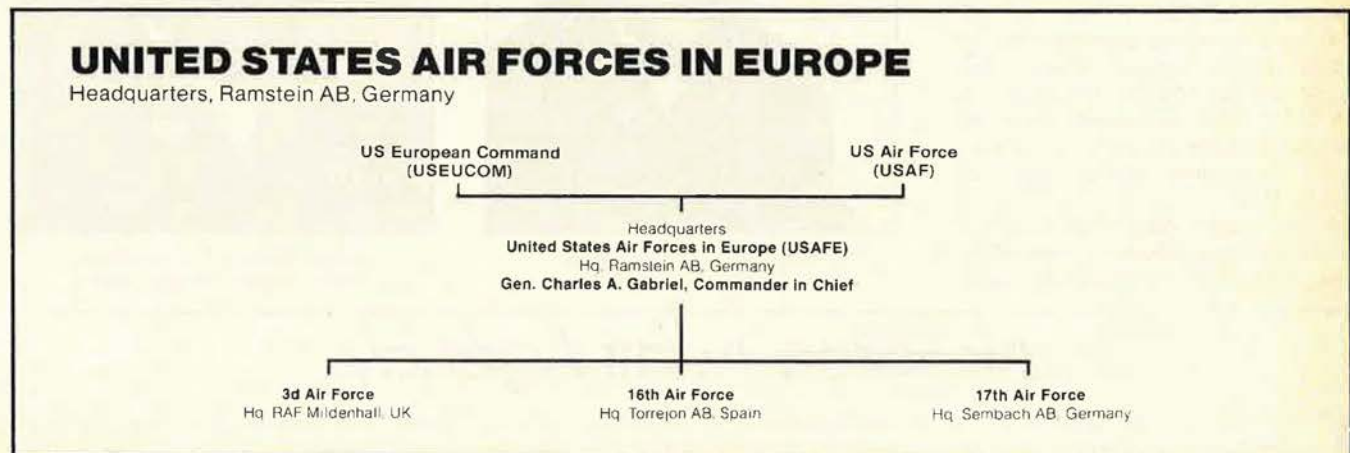 UNITED STATES AIR FORCES IN EUROPE
Headquarters, Ramstein AB, Germany
US European Command
(USEUCOM)
US Air Force
(USAF)
Headquarters
United States Air Forces in Europe (USAFE)
Hq. Ramstein AB, Germany
Gen. Charles A. Gabriel, Commander in Chief
3d Air Force
Hq. RAF Mildenhall, UK
16th Air Force
Hq. Torrejon AB, Spain
17th Air Force
Hq. Sembach AB, Germany